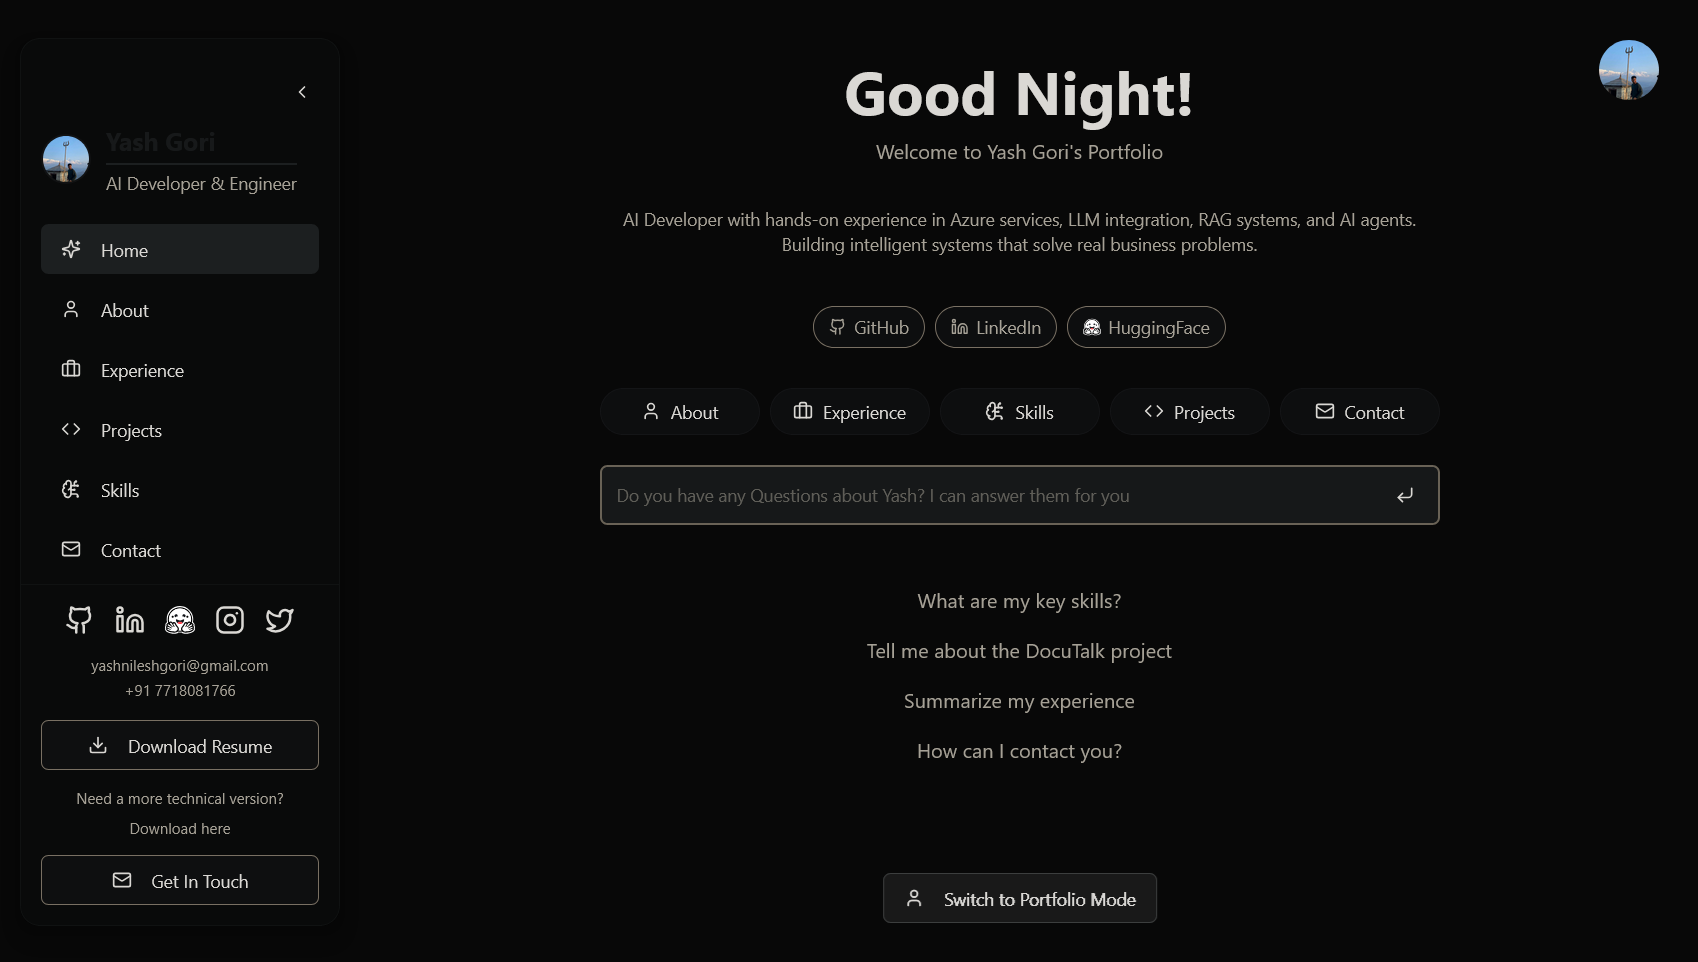 Yash Gori
AI Developer & Engineer
Home
About
Experience
Projects
Skills
Contact
yashnileshgori@gmail.com
+91 7718081766
Download Resume
Need a more technical version?
Download here
Get In Touch
Good Night!
Welcome to Yash Gori's Portfolio
AI Developer with hands-on experience in Azure services, LLM integration, RAG systems, and AI agents.
Building intelligent systems that solve real business problems.
GitHub LinkedIn HuggingFace
About Experience Skills Projects Contact
Do you have any Questions about Yash? I can answer them for you
What are my key skills?
Tell me about the DocuTalk project
Summarize my experience
How can I contact you?
Switch to Portfolio Mode